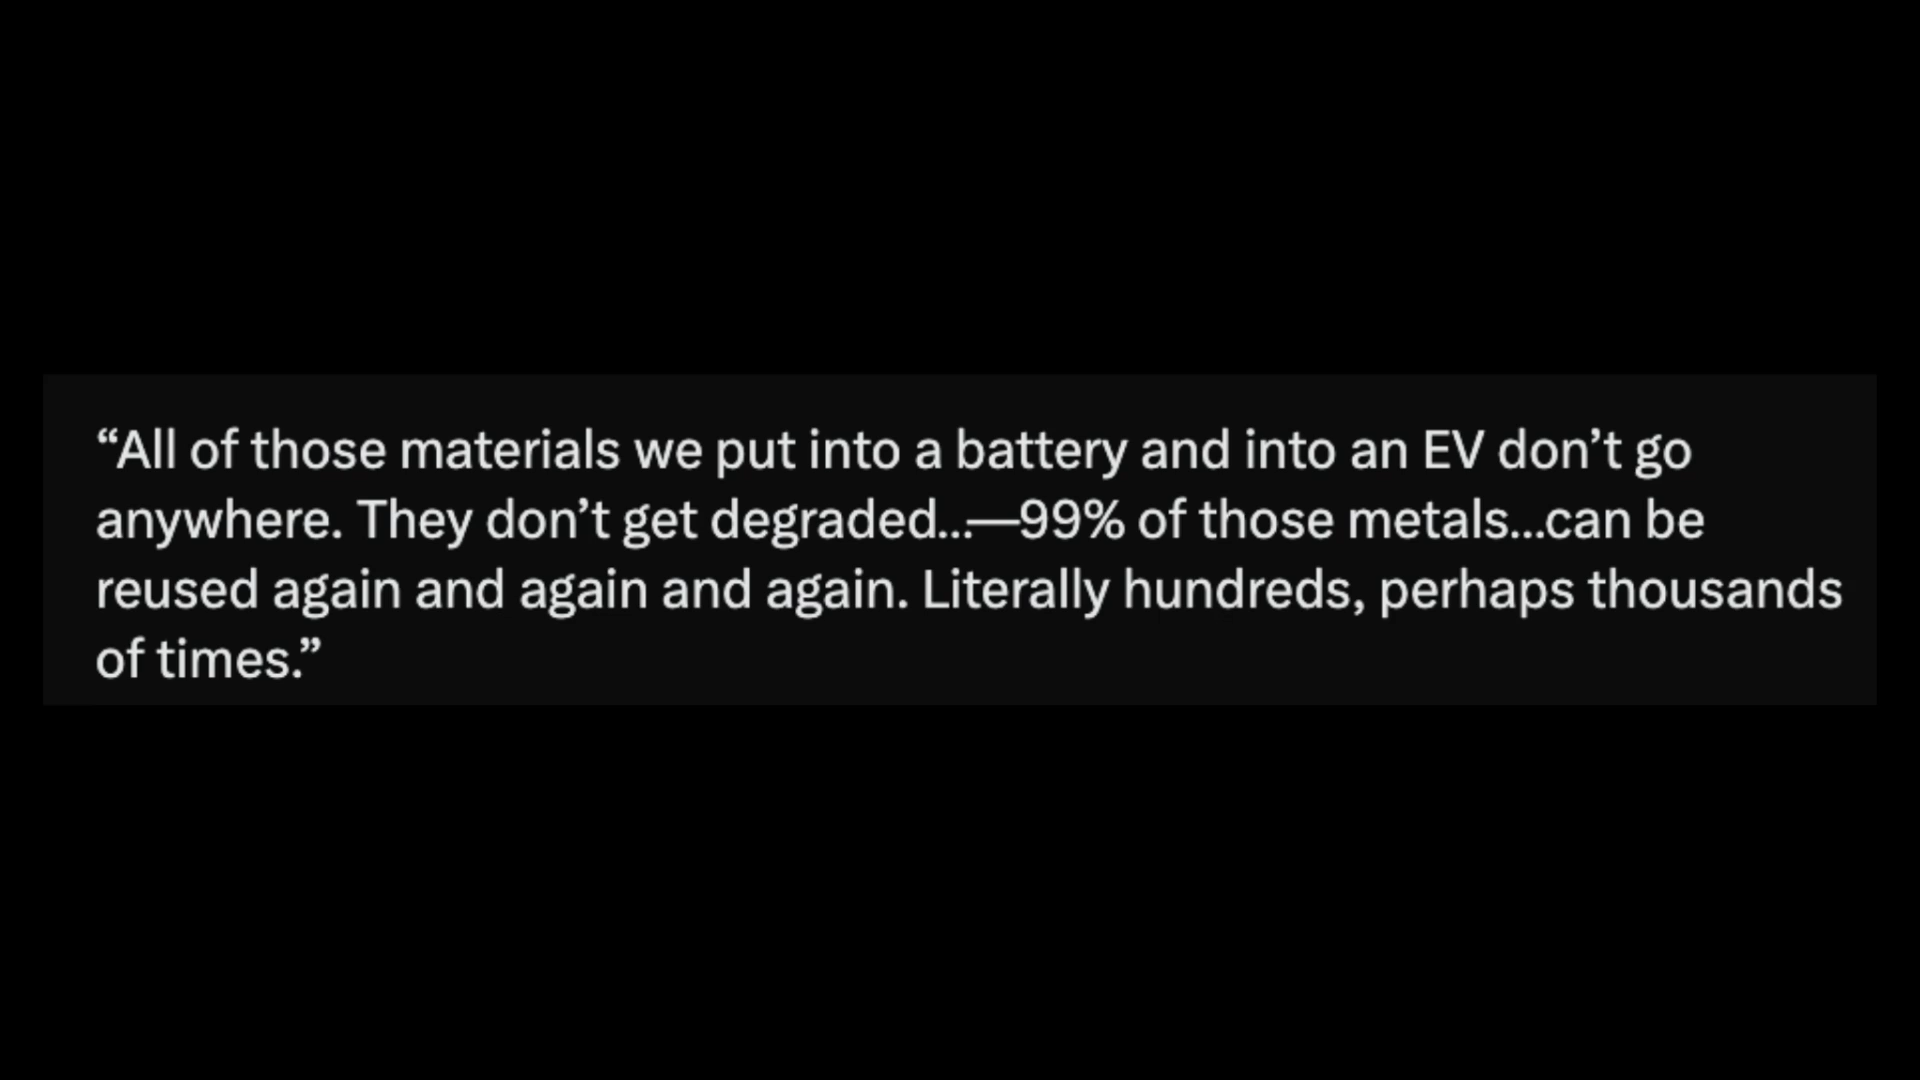 “All of those materials we put into a battery and into an EV don’t go
anywhere. They don’t get degraded...—99% of those metals...can be
reused again and again and again. Literally hundreds, perhaps thousands
of times.”